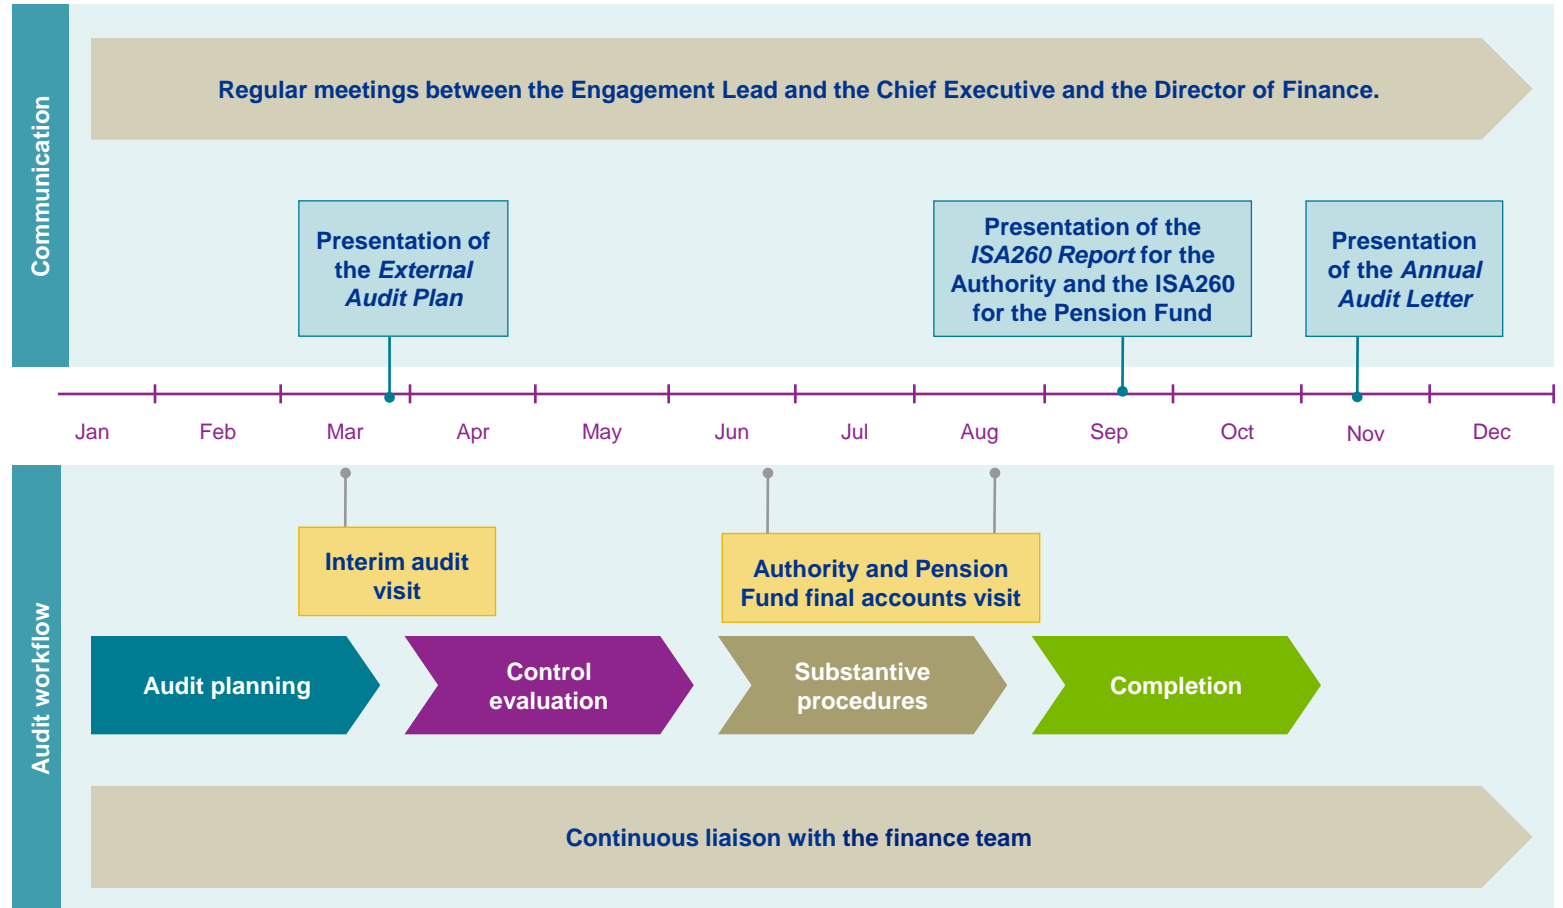 Communication
Regular meetings between the Engagement Lead and the Chief Executive and the Director of Finance.
Presentation of
the External
Audit Plan
Presentation of the
ISA260 Report for the
Authority and the ISA260
for the Pension Fund
Presentation
of the Annual
Audit Letter
Jan Feb Mar Apr May Jun Jul Aug Sep Oct Nov Dec
Audit workflow
Interim audit
visit
Authority and Pension
Fund final accounts visit
Audit planning
Control
evaluation
Substantive
procedures
Completion
Continuous liaison with the finance team